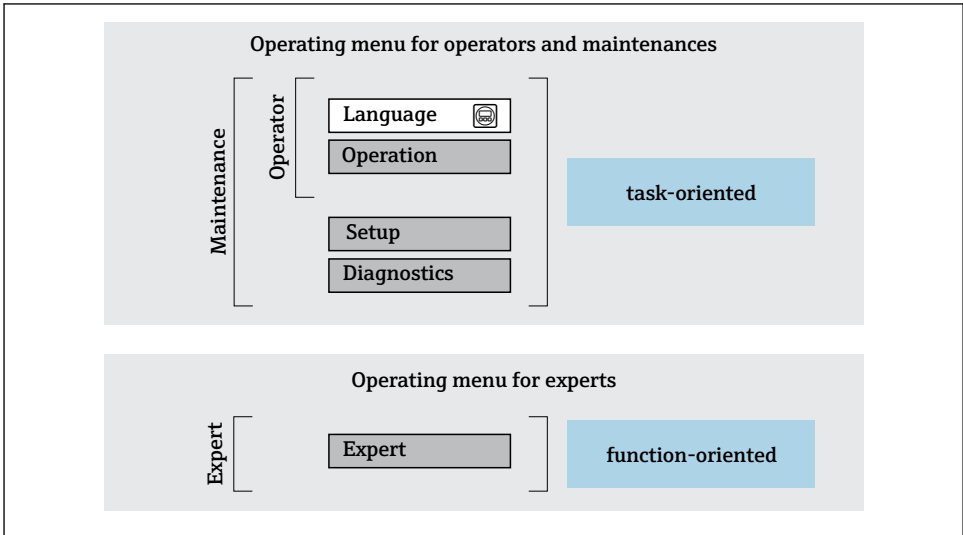 Operating menu for operators and maintenances
Maintenance
Operator
Language
Operation
Setup
Diagnostics
task-oriented
Operating menu for experts
Expert
Expert
function-oriented